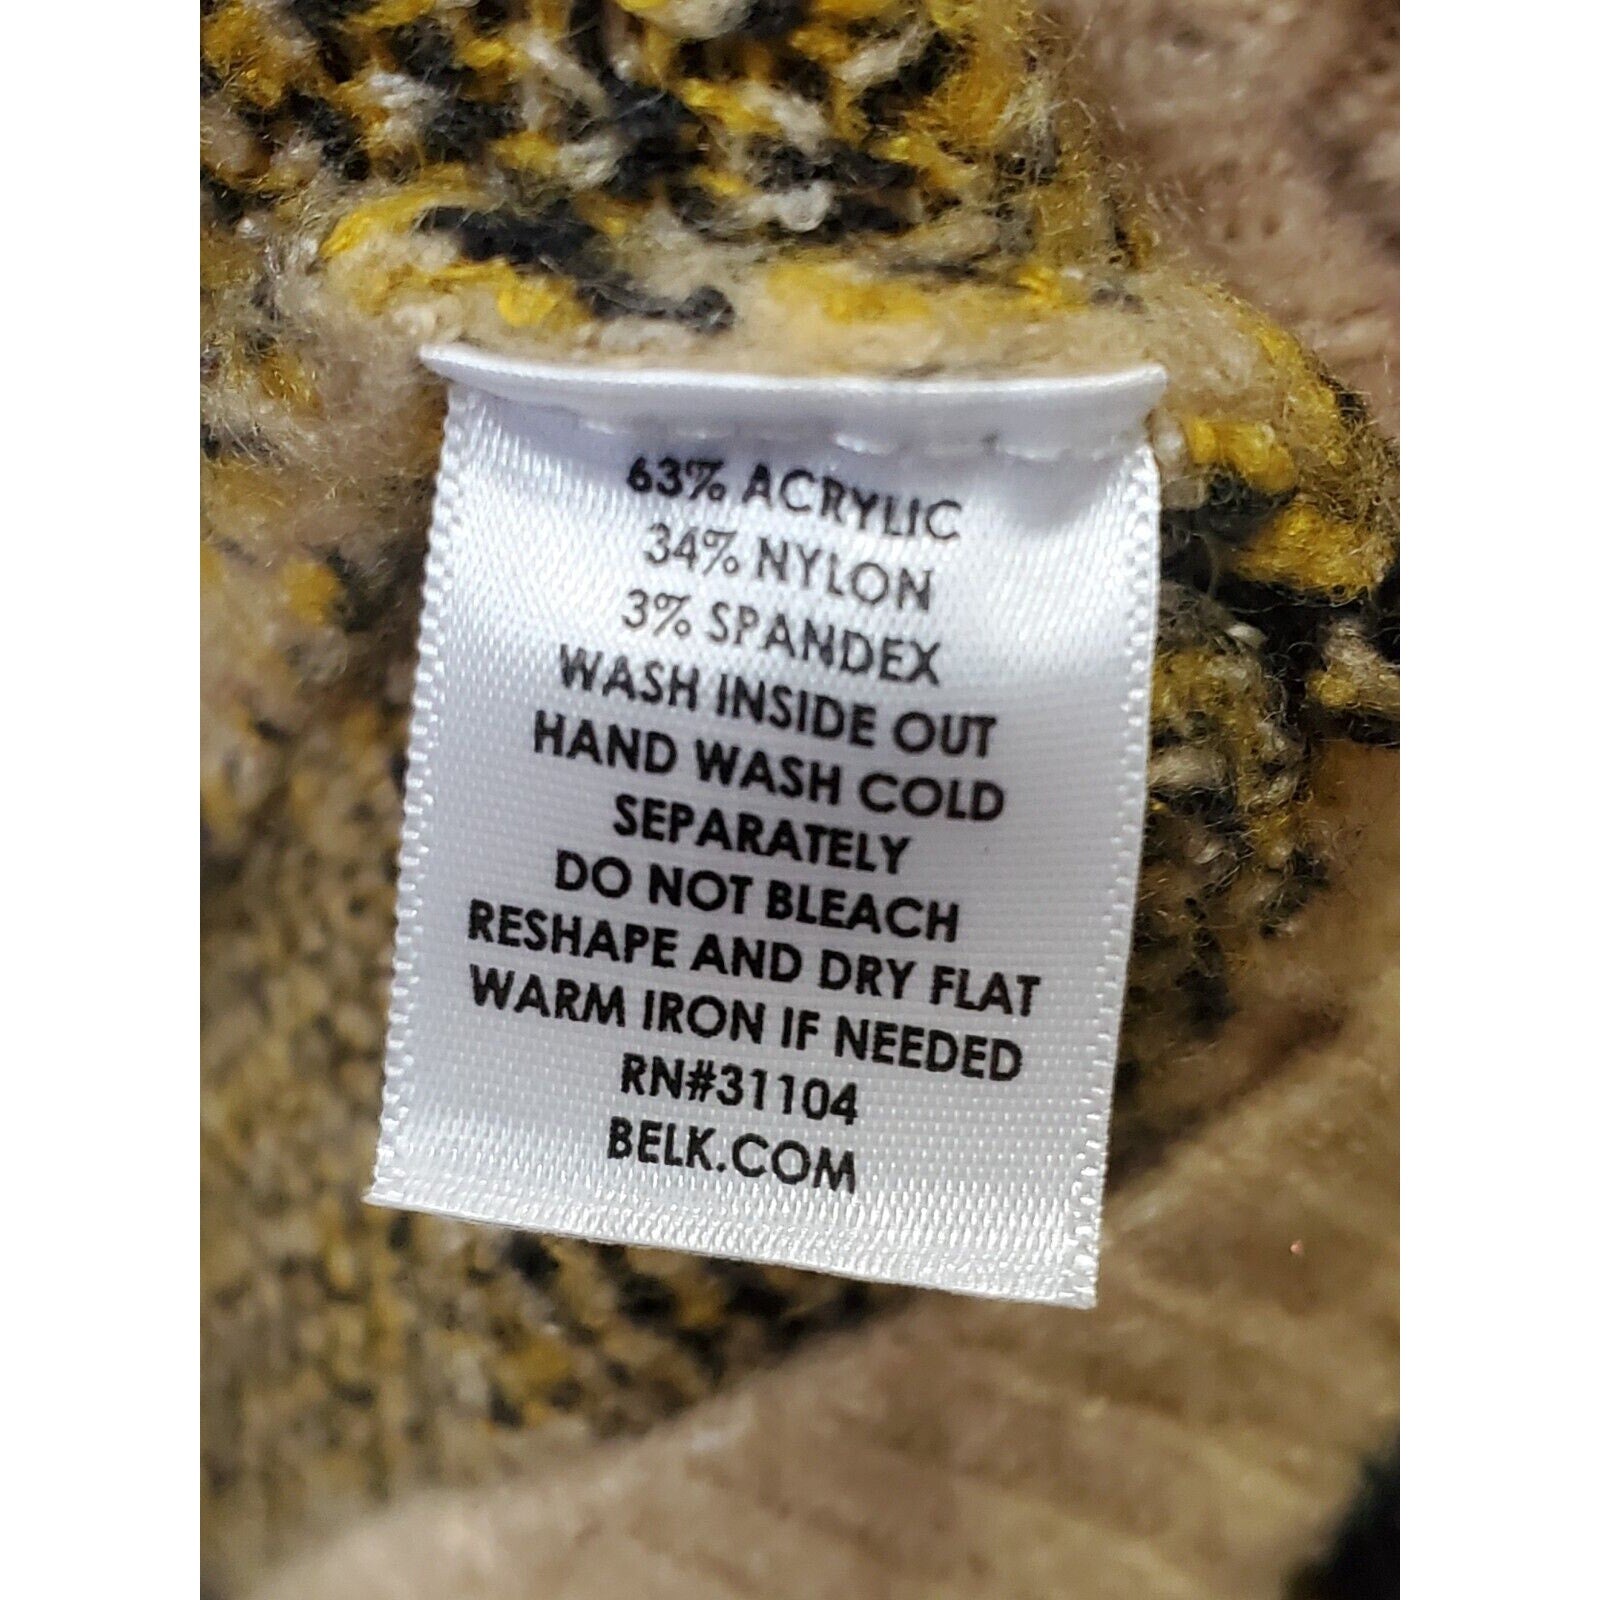 63% ACRYLIC
34% NYLON
3% SPANDEX
WASH INSIDE OUT
HAND WASH COLD
SEPARATELY
DO NOT BLEACH
RESHAPE AND DRY FLAT
WARM IRON IF NEEDED
RN#31104
BELK.COM